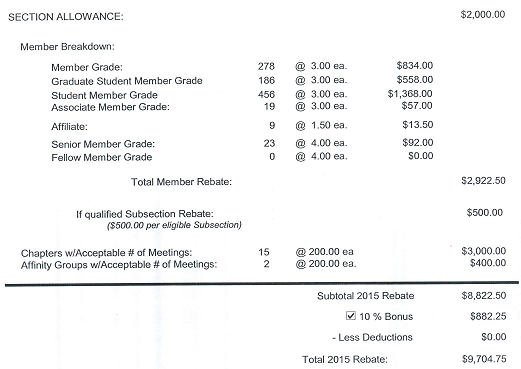 SECTION ALLOWANCE: $2,000.00
Member Breakdown:
Member Grade: 278 @ 3.00 ea. $834.00
Graduate Student Member Grade 186 @ 3.00 ea. $558.00
Student Member Grade 456 @ 3.00 ea. $1,368.00
Associate Member Grade: 19 @ 3.00 ea. $57.00
Affiliate: 9 @ 1.50 ea. $13.50
Senior Member Grade: 23 @ 4.00 ea. $92.00
Fellow Member Grade 0 @ 4.00 ea. $0.00
Total Member Rebate: $2,922.50
If qualified Subsection Rebate: $500.00
($500.00 per eligible Subsection)
Chapters w/Acceptable # of Meetings: 15 @ 200.00 ea $3,000.00
Affinity Groups w/Acceptable # of Meetings: 2 @ 200.00 ea. $400.00
Subtotal 2015 Rebate $8,822.50
☑ 10 % Bonus $882.25
- Less Deductions $0.00
Total 2015 Rebate: $9,704.75